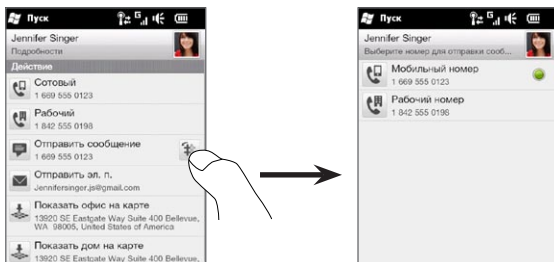 Пуск
Jennifer Singer
Подробности
Действие
Сотовый
1 669 555 0123
Рабочий
1 842 555 0198
Отправить сообщение
1 669 555 0123
Отправить эл. п.
Jennifersinger.js@gmail.com
Показать офис на карте
13920 SE Eastgate Way Suite 400 Bellevue,
WA 98005, United States of America
Показать дом на карте
13920 SE Eastgate Way Suite 400 Bellevue,
Пуск
Jennifer Singer
Выберите номер для отправки сооб...
Мобильный номер
1 669 555 0123
Рабочий номер
1 842 555 0198